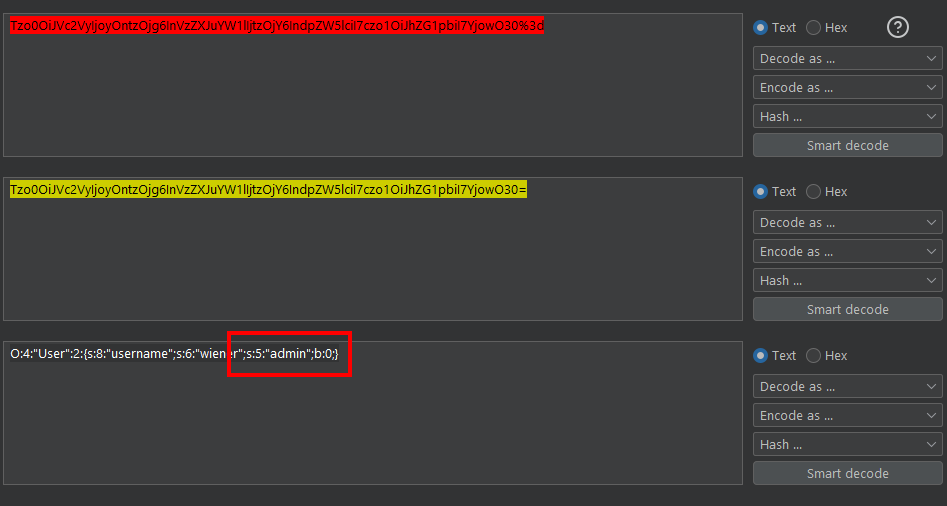 Tzo0OiJVc2VyIjoyOntzOjg6InVzZXJuYW1lIjtzOjY6IndpZW5lciI7czo1OiJhZG1pbiI7YjowO30%3d
Text
Hex
?
Decode as ...
Encode as ...
Hash ...
Smart decode
Tzo0OiJVc2VyIjoyOntzOjg6InVzZXJuYW1lIjtzOjY6IndpZW5lciI7czo1OiJhZG1pbiI7YjowO30=
Text
Hex
Decode as ...
Encode as ...
Hash ...
Smart decode
O:4:"User":2:{s:8:"username";s:6:"wiener";s:5:"admin";b:0;}
Text
Hex
Decode as ...
Encode as ...
Hash ...
Smart decode